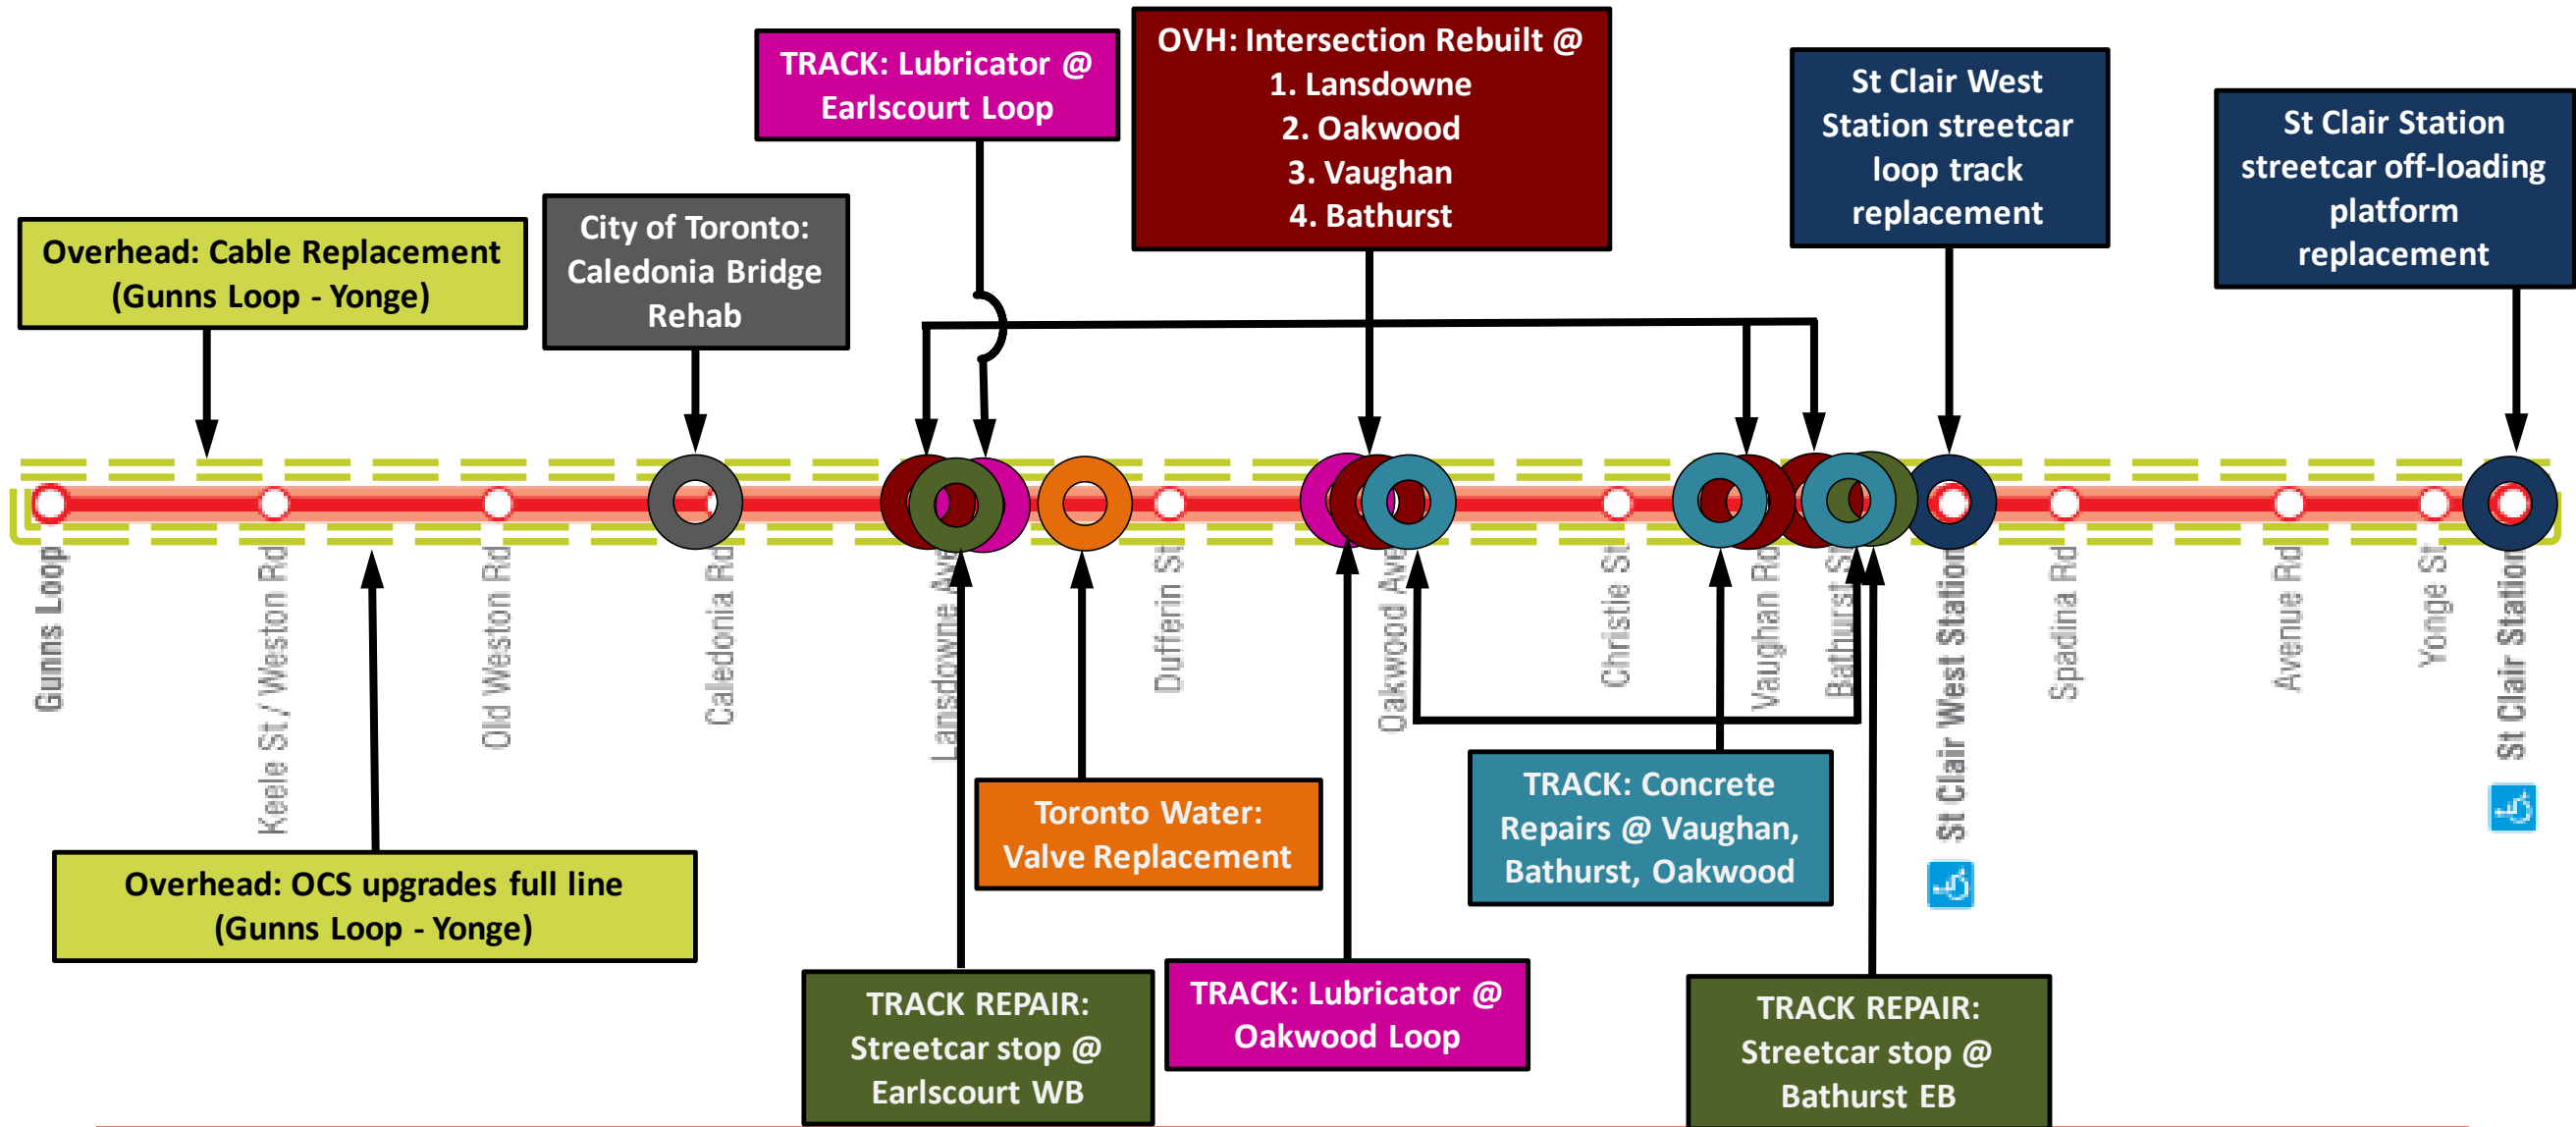 TRACK: Lubricator @
Earlscourt Loop
OVH: Intersection Rebuilt @
1. Lansdowne
2. Oakwood
3. Vaughan
4. Bathurst
St Clair West
Station streetcar
loop track
replacement
St Clair Station
streetcar off-loading
platform
replacement
Overhead: Cable Replacement
(Gunns Loop - Yonge)
City of Toronto:
Caledonia Bridge
Rehab
Gunns Loop
Keele St / Weston Rd
Old Weston Rd
Caledonia Rd
Lansdowne Ave
Dufferin St
Oakwood Ave
Christie St
Vaughan Rd
Bathurst St
St Clair West Station
Spadina Rd
Avenue Rd
Yonge St
St Clair Station
Overhead: OCS upgrades full line
(Gunns Loop - Yonge)
Toronto Water:
Valve Replacement
TRACK: Concrete
Repairs @ Vaughan,
Bathurst, Oakwood
TRACK REPAIR:
Streetcar stop @
Earlscourt WB
TRACK: Lubricator @
Oakwood Loop
TRACK REPAIR:
Streetcar stop @
Bathurst EB